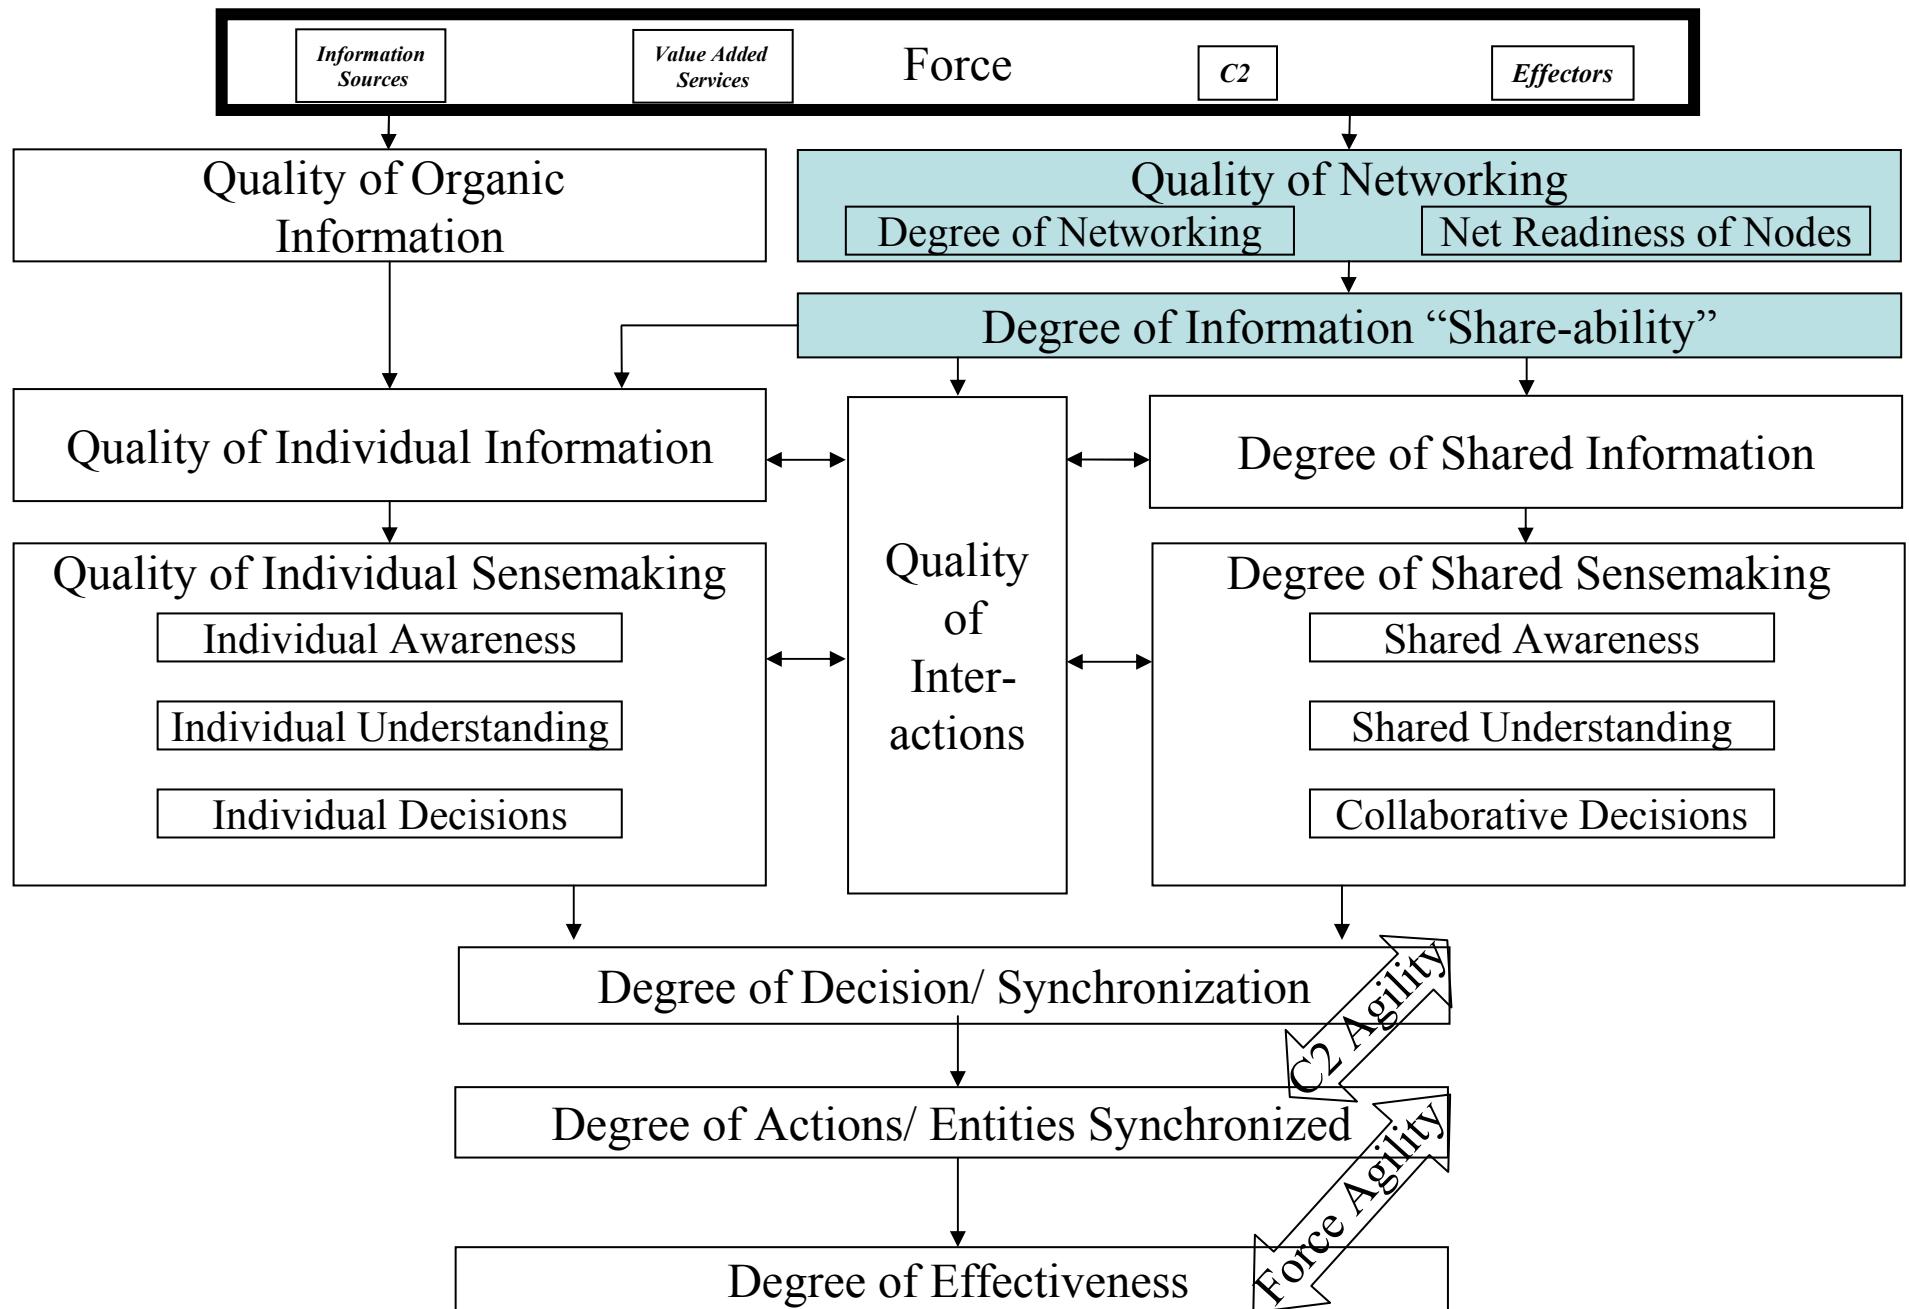 Information
Sources
Value Added
Services
Force
C2
Effectors
Quality of Organic
Information
Quality of Networking
Degree of Networking
Net Readiness of Nodes
Degree of Information “Share-ability”
Quality of Individual Information
Degree of Shared Information
Quality of Individual Sensemaking
Individual Awareness
Individual Understanding
Individual Decisions
Quality
of
Inter-
actions
Degree of Shared Sensemaking
Shared Awareness
Shared Understanding
Collaborative Decisions
Degree of Decision/ Synchronization
C2 Agility
Degree of Actions/ Entities Synchronized
Force Agility
Degree of Effectiveness